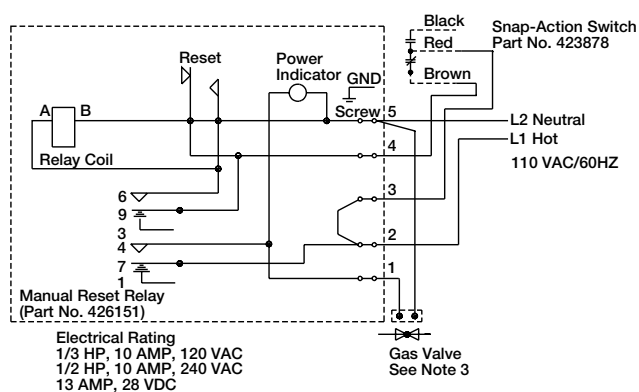 Black
Red
Brown
Snap-Action Switch
Part No. 423878
Reset
Power
Indicator
GND
Screw
5
L2 Neutral
L1 Hot
110 VAC/60HZ
A
B
Relay Coil
4
3
2
1
6
9
3
4
7
1
Manual Reset Relay
(Part No. 426151)
Electrical Rating
1/3 HP, 10 AMP, 120 VAC
1/2 HP, 10 AMP, 240 VAC
13 AMP, 28 VDC
Gas Valve
See Note 3